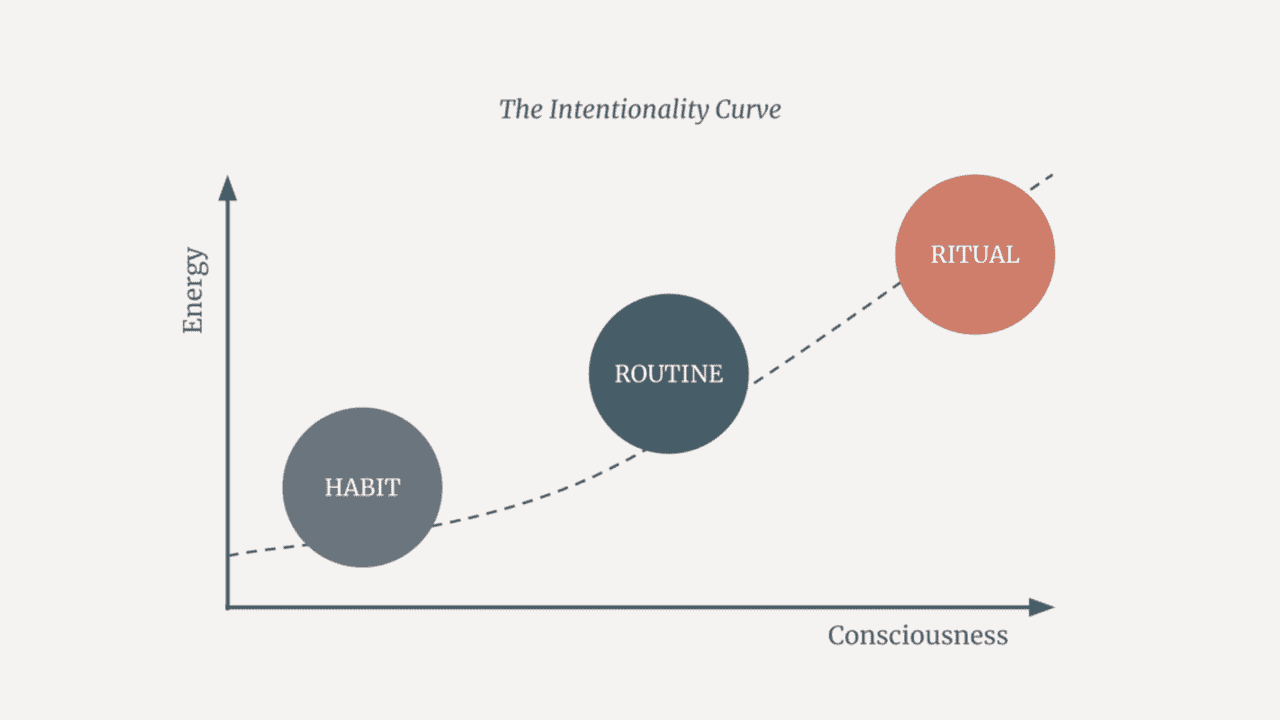 The Intentionality Curve
Energy
RITUAL
ROUTINE
HABIT
Consciousness